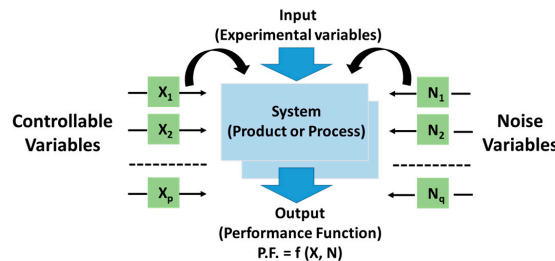 Input
(Experimental variables)
X1
N1
Controllable
Variables
System
(Product or Process)
X2
N2
Noise
Variables
Xp
Nq
Output
(Performance Function)
P.F. = f (X, N)